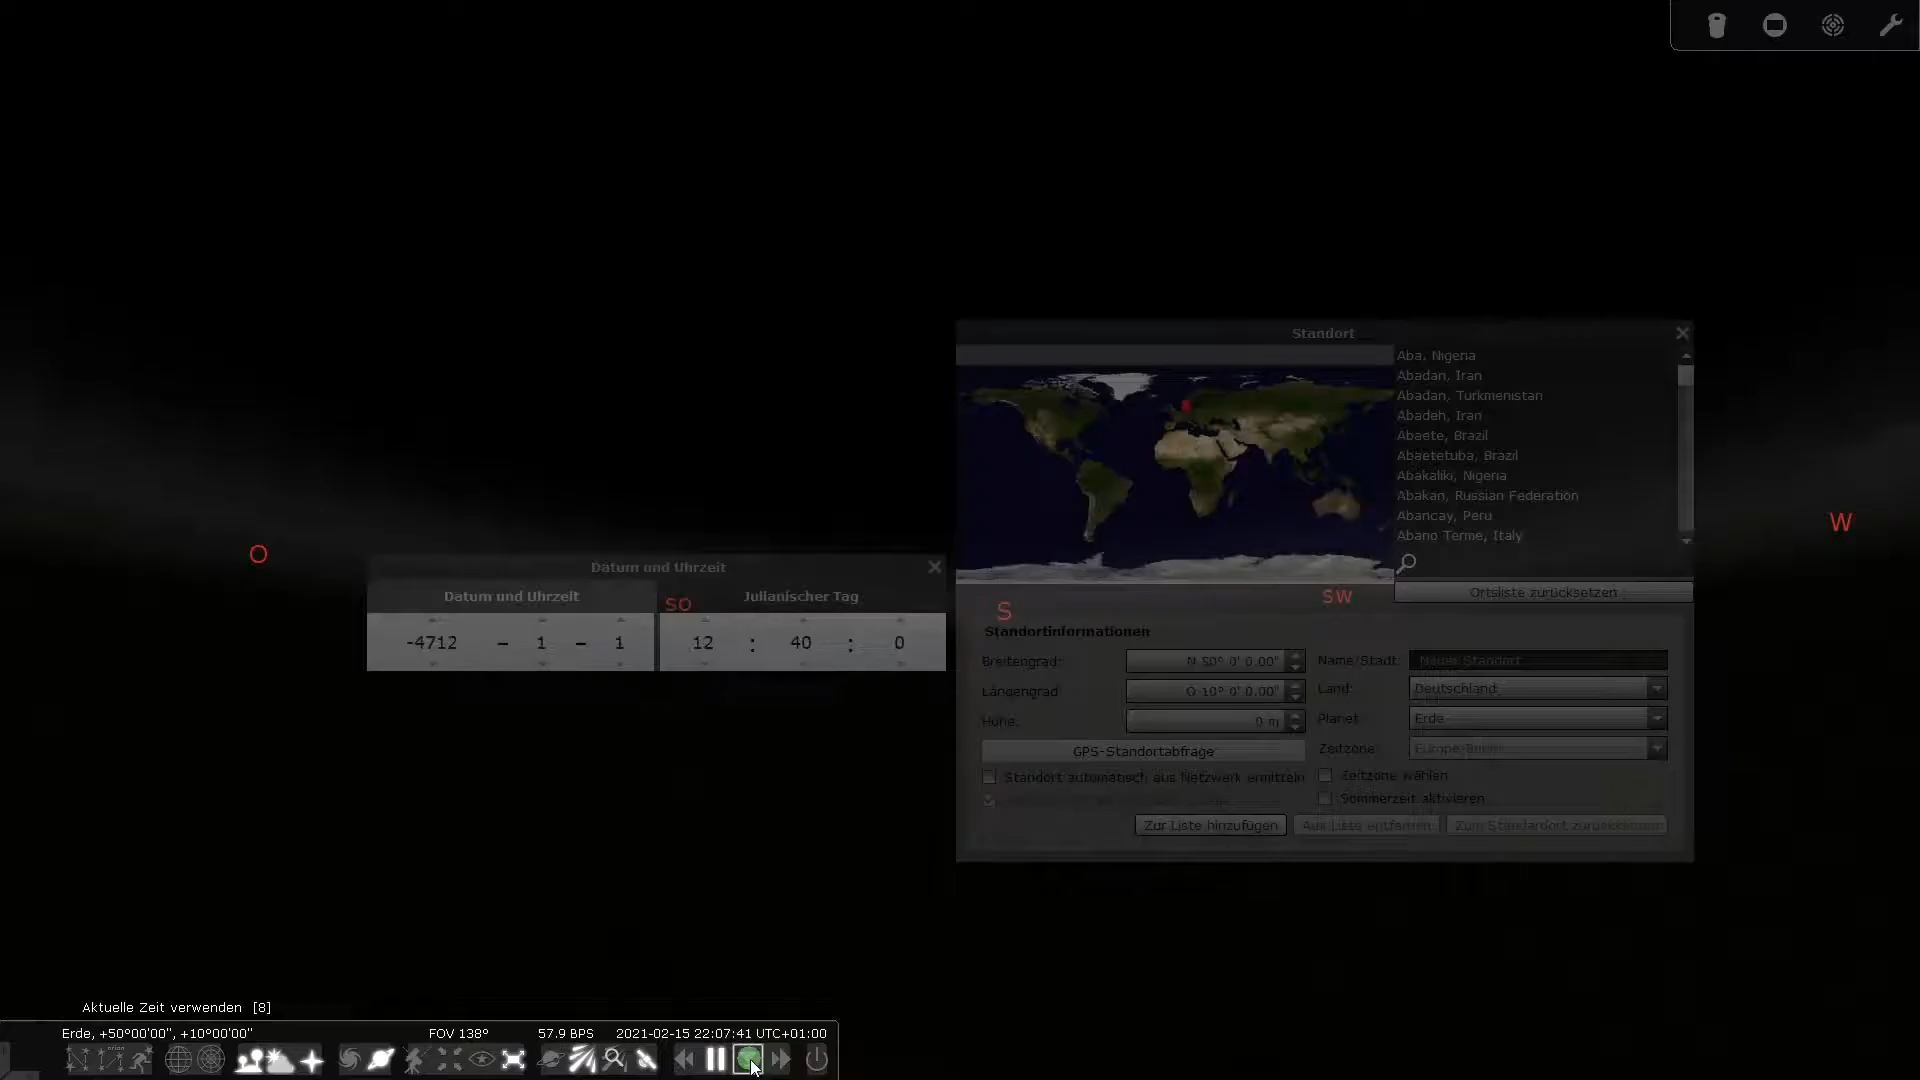 Standort
Aba, Nigeria
Abadan, Iran
Abadan, Turkmenistan
Abadeh, Iran
Abaete, Brazil
Abaetetuba, Brazil
Abakaliki, Nigeria
Abakan, Russian Federation
Abancay, Peru
Abano Terme, Italy
W
O
Datum und Uhrzeit
Datum und Uhrzeit
SO
Julianischer Tag
Ortsliste zurücksetzen
S
SW
-4712 - 1 - 1
12 : 40 : 0
Standortinformationen
Breitengrad: N 50° 0' 0.00"
Name/Stadt: Neuer Standort
Längengrad O 10° 0' 0.00"
Land: Deutschland
Höhe: 0 m
Planet Erde
GPS-Standortabfrage
Zeitzone
Standort automatisch aus Netzwerk ermitteln
Zeitzone wählen
Sommerzeit aktivieren
Zur Liste hinzufügen
Aus Liste entfernen
Aktuelle Zeit verwenden [8]
Erde, +50°00'00", +10°00'00"
FOV 138°
57.9 BPS
2021-02-15 22:07:41 UTC+01:00